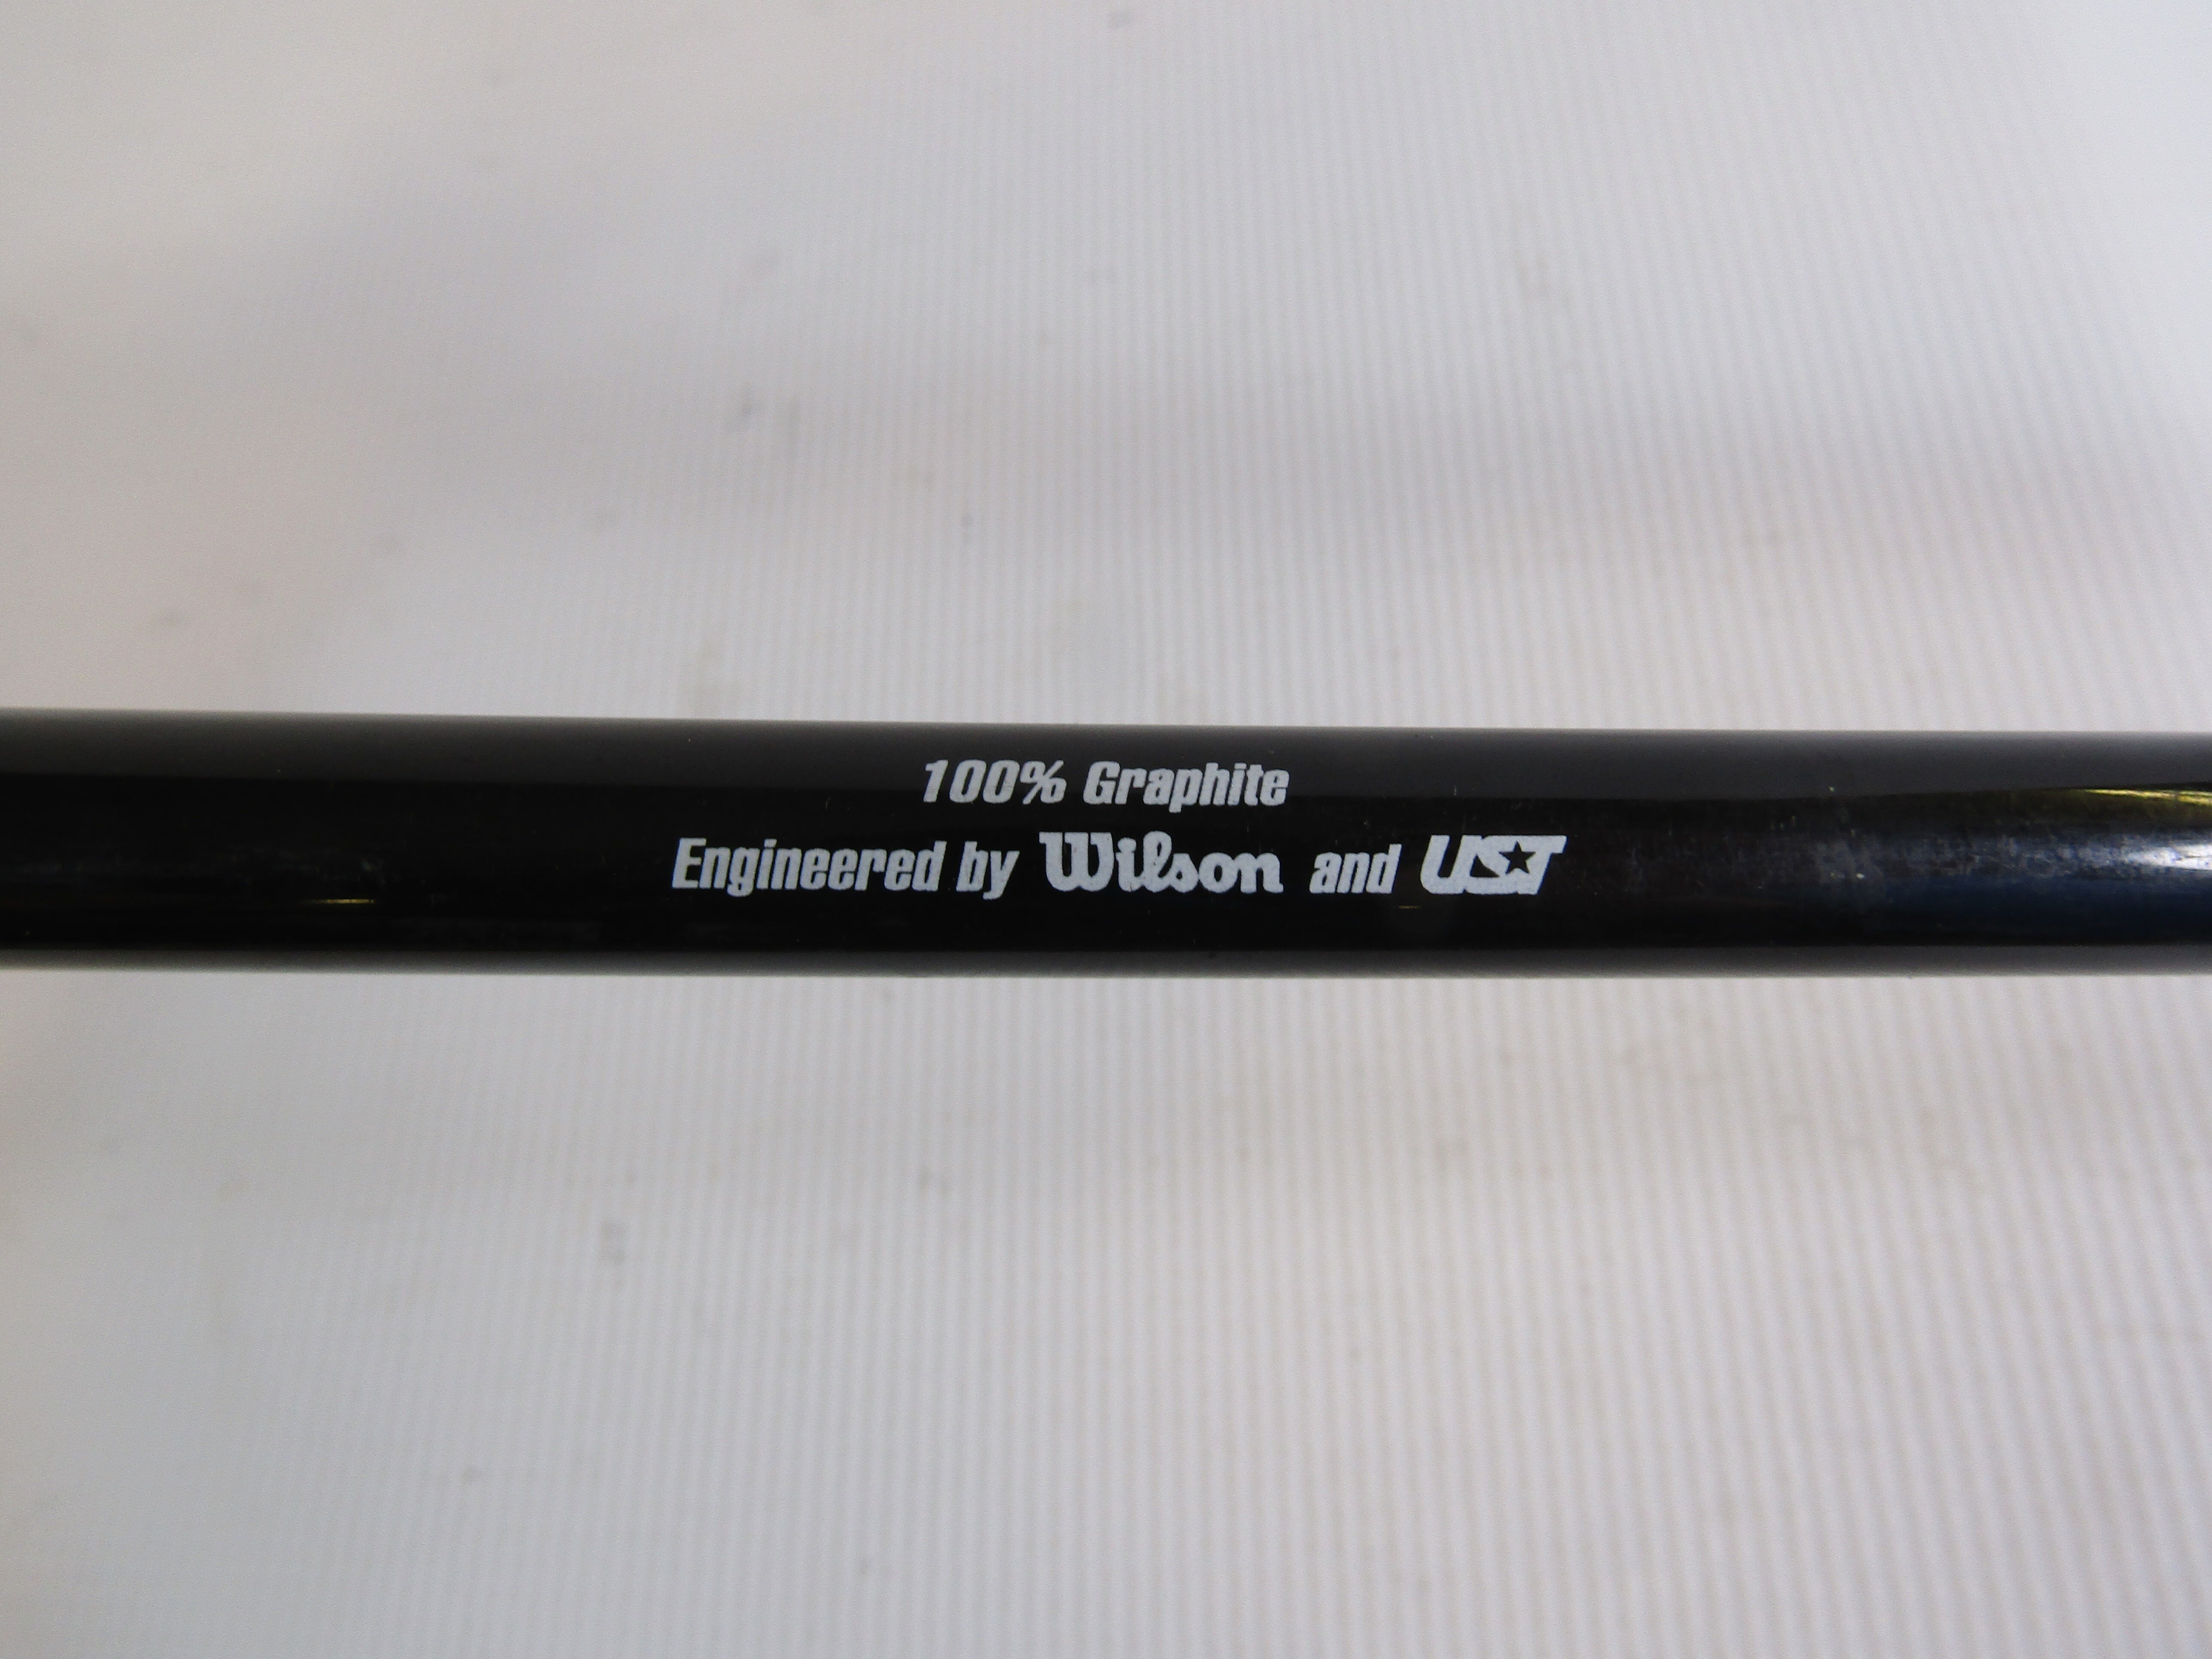 100% Graphite
Engineered by Wilson and UST